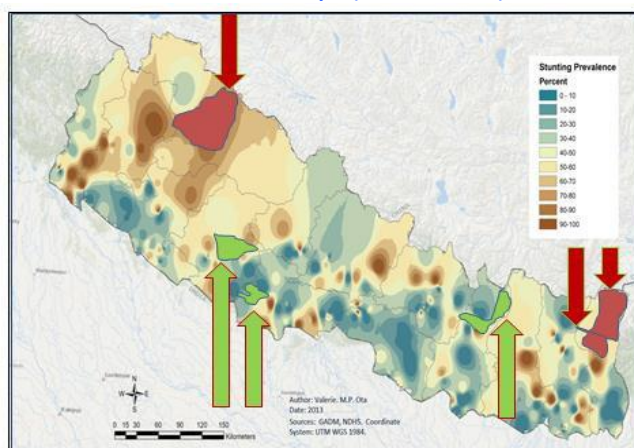 Stunting Prevalence
Percent
0 - 10
10-20
20-30
30-40
40-50
50-60
60-70
70-80
80-90
90-100
N
W
E
S
0 15 30 60 90 120 150
Kilometers
Author: Valerie. M.P. Ota
Date: 2013
Sources: GADM, NDHS. Coordinate
System: UTM WGS 1984.